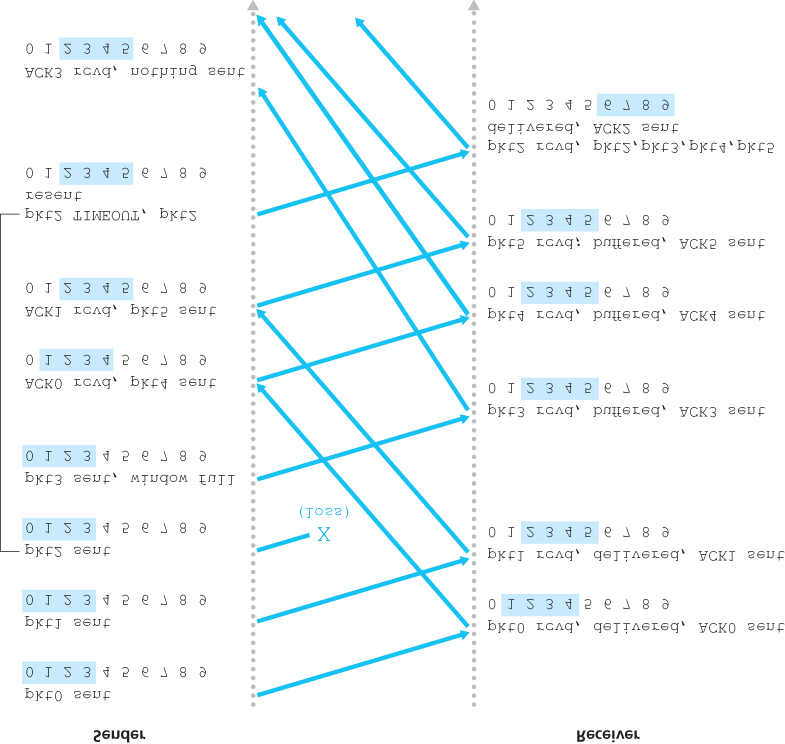 Sender
Receiver
pkt0 sent
0 1 2 3 4 5 6 7 8 9
pkt1 sent
0 1 2 3 4 5 6 7 8 9
pkt2 sent
0 1 2 3 4 5 6 7 8 9
(loss)
X
pkt3 sent, window full
0 1 2 3 4 5 6 7 8 9
ACK0 rcvd, pkt4 sent
0 1 2 3 4 5 6 7 8 9
ACK1 rcvd, pkt5 sent
0 1 2 3 4 5 6 7 8 9
pkt2 TIMEOUT, pkt2
resent
0 1 2 3 4 5 6 7 8 9
ACK3 rcvd, nothing sent
0 1 2 3 4 5 6 7 8 9
pkt0 rcvd, delivered, ACK0 sent
0 1 2 3 4 5 6 7 8 9
pkt1 rcvd, delivered, ACK1 sent
0 1 2 3 4 5 6 7 8 9
pkt3 rcvd, buffered, ACK3 sent
0 1 2 3 4 5 6 7 8 9
pkt4 rcvd, buffered, ACK4 sent
0 1 2 3 4 5 6 7 8 9
pkt5 rcvd; buffered, ACK5 sent
0 1 2 3 4 5 6 7 8 9
pkt2 rcvd, pkt2,pkt3,pkt4,pkt5
delivered, ACK2 sent
0 1 2 3 4 5 6 7 8 9